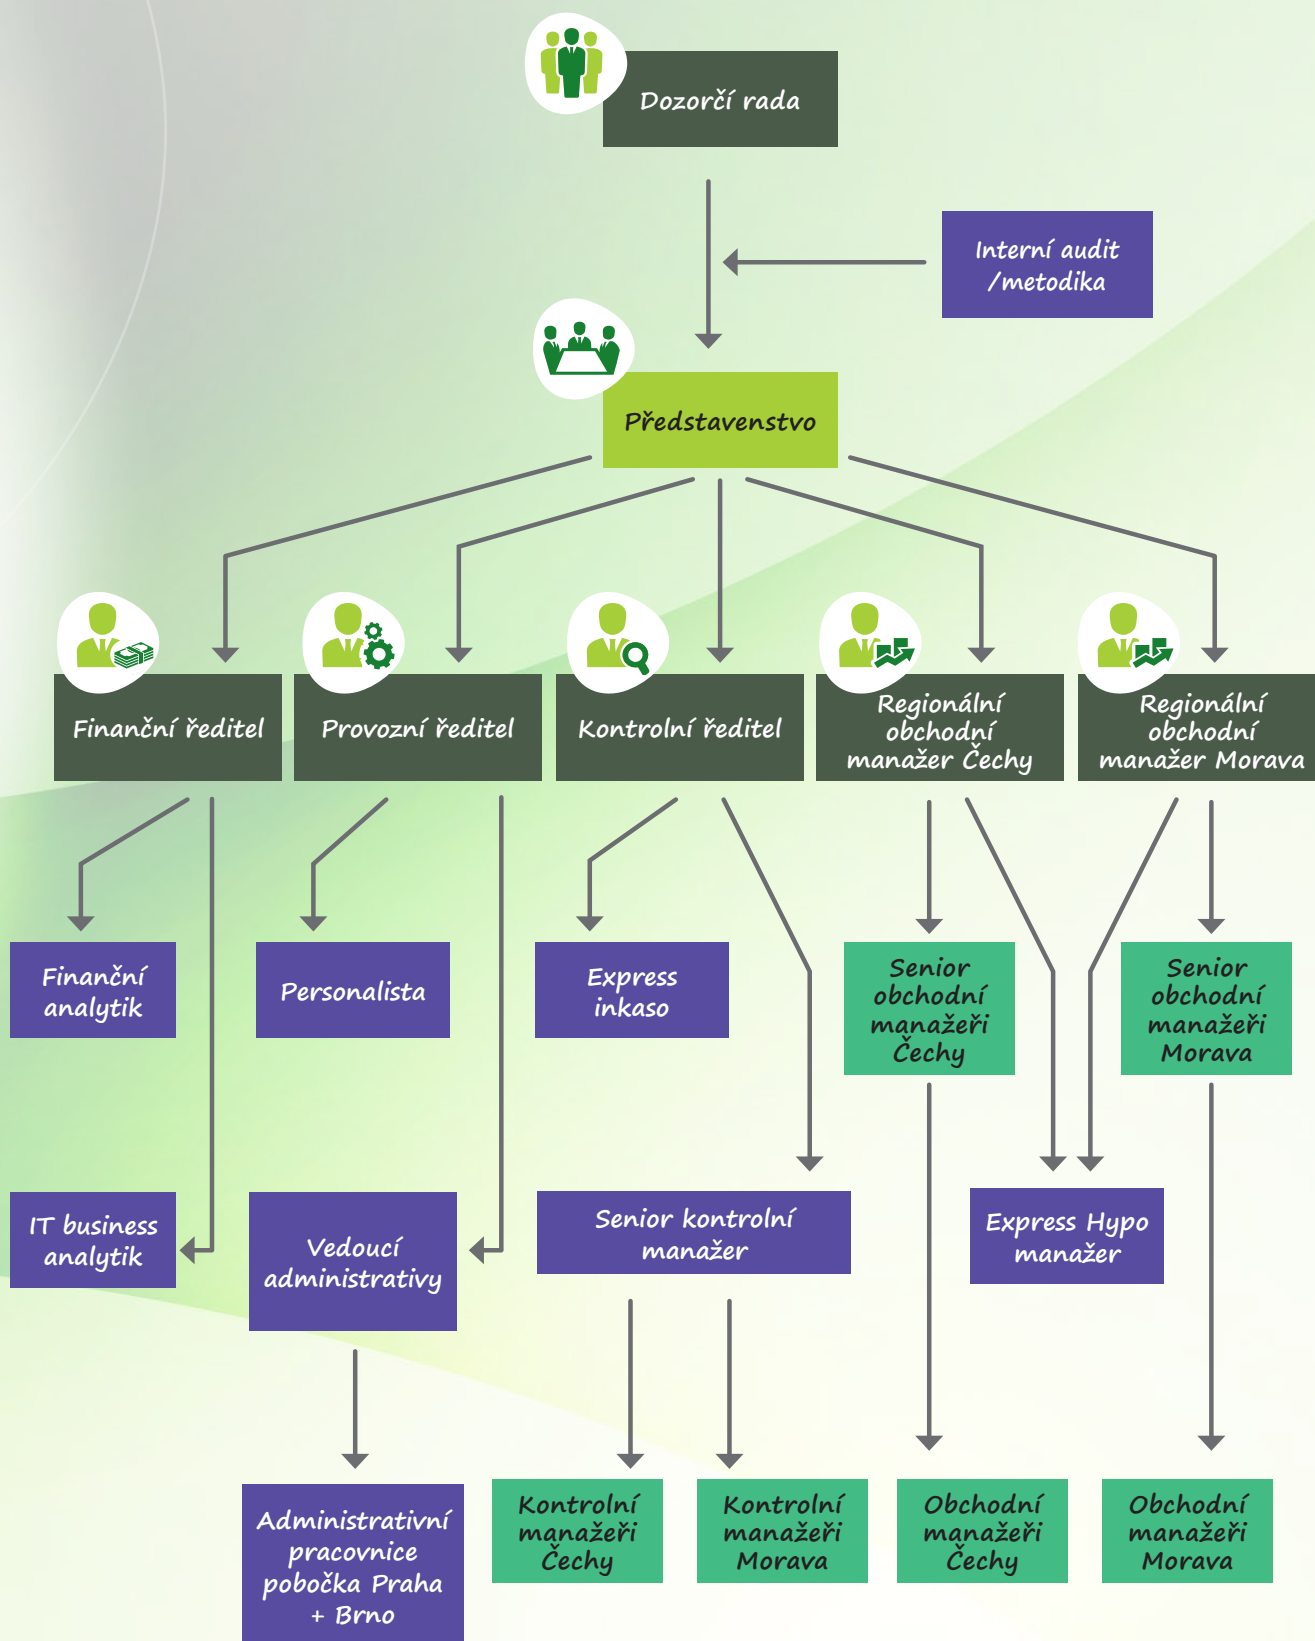 Dozorčí rada
Interní audit
/metodika
Představenstvo
Finanční ředitel
Provozní ředitel
Kontrolní ředitel
Regionální
obchodní
manažer Čechy
Regionální
obchodní
manažer Morava
Finanční
analytik
Personalista
Express
inkaso
Senior
obchodní
manažeři
Čechy
Senior
obchodní
manažeři
Morava
IT business
analytik
Vedoucí
administrativy
Senior kontrolní
manažer
Express Hypo
manažer
Administrativní
pracovnice
pobočka Praha
+ Brno
Kontrolní
manažeři
Čechy
Kontrolní
manažeři
Morava
Obchodní
manažeři
Čechy
Obchodní
manažeři
Morava